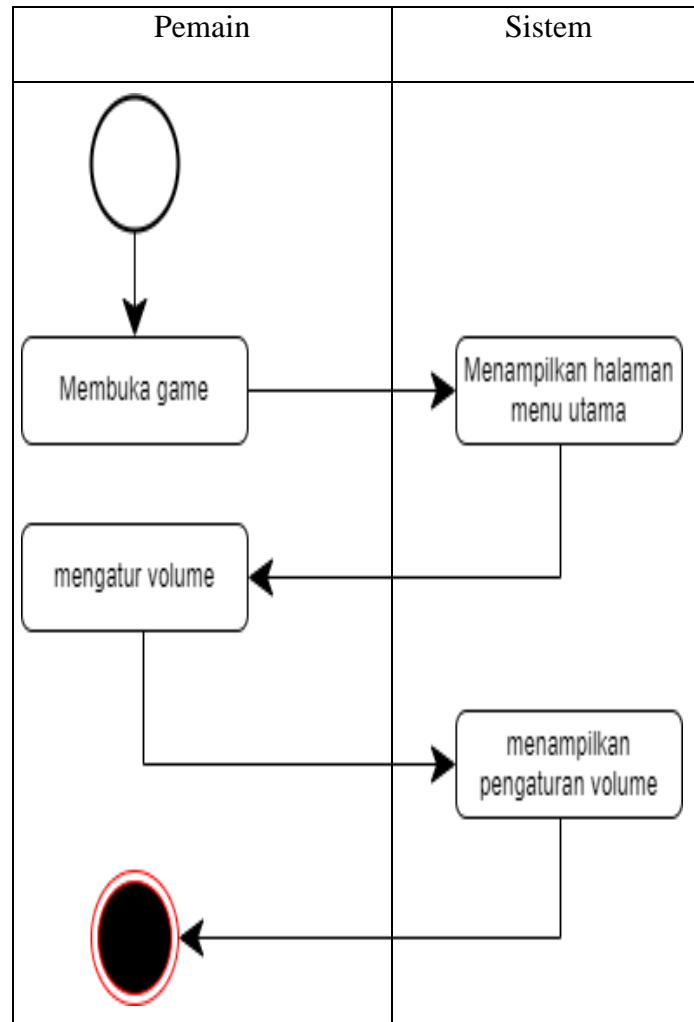 Pemain
Sistem
Membuka game
Menampilkan halaman
menu utama
mengatur volume
menampilkan
pengaturan volume